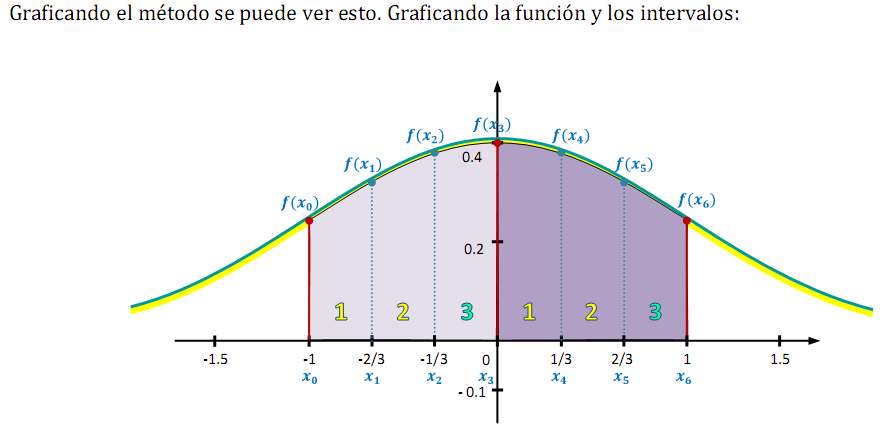 Graficando el método se puede ver esto. Graficando la función y los intervalos:
f(x₃)
f(x₂) f(x₄)
0.4
f(x₁) f(x₅)
f(x₀) f(x₆)
0.2
1 2 3 1 2 3
-1.5 -1 -2/3 -1/3 0 1/3 2/3 1 1.5
x₀ x₁ x₂ x₃ x₄ x₅ x₆
- 0.1